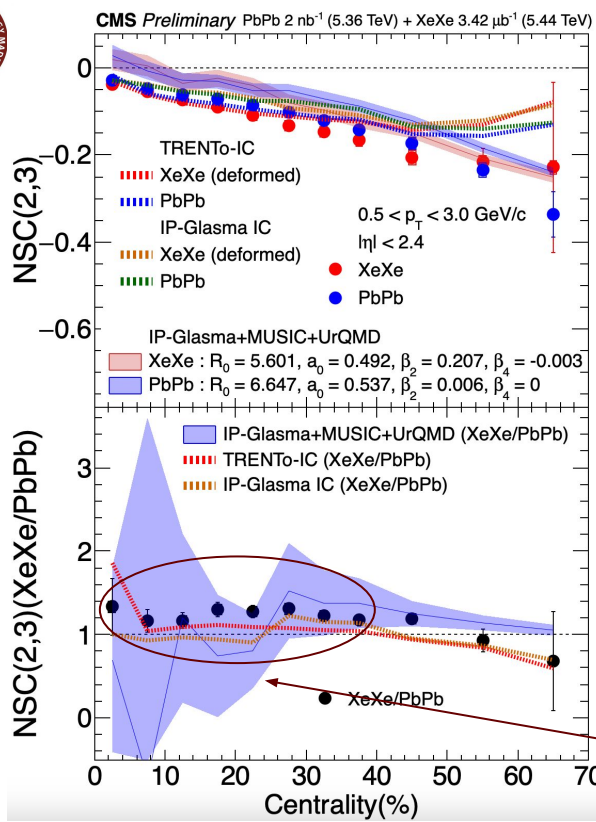 CMS Preliminary PbPb 2 nb⁻¹ (5.36 TeV) + XeXe 3.42 μb⁻¹ (5.44 TeV)
0
−0.2
−0.4
−0.6
NSC(2,3)
TRENTo-IC
XeXe (deformed)
PbPb
IP-Glasma IC
XeXe (deformed)
PbPb
0.5 < p_T < 3.0 GeV/c
|η| < 2.4
XeXe
PbPb
IP-Glasma+MUSIC+UrQMD
XeXe : R₀ = 5.601, a₀ = 0.492, β₂ = 0.207, β₄ = -0.003
PbPb : R₀ = 6.647, a₀ = 0.537, β₂ = 0.006, β₄ = 0
NSC(2,3)(XeXe/PbPb)
3
2
1
0
IP-Glasma+MUSIC+UrQMD (XeXe/PbPb)
TRENTo-IC (XeXe/PbPb)
IP-Glasma IC (XeXe/PbPb)
XeXe/PbPb
0 10 20 30 40 50 60 70
Centrality(%)